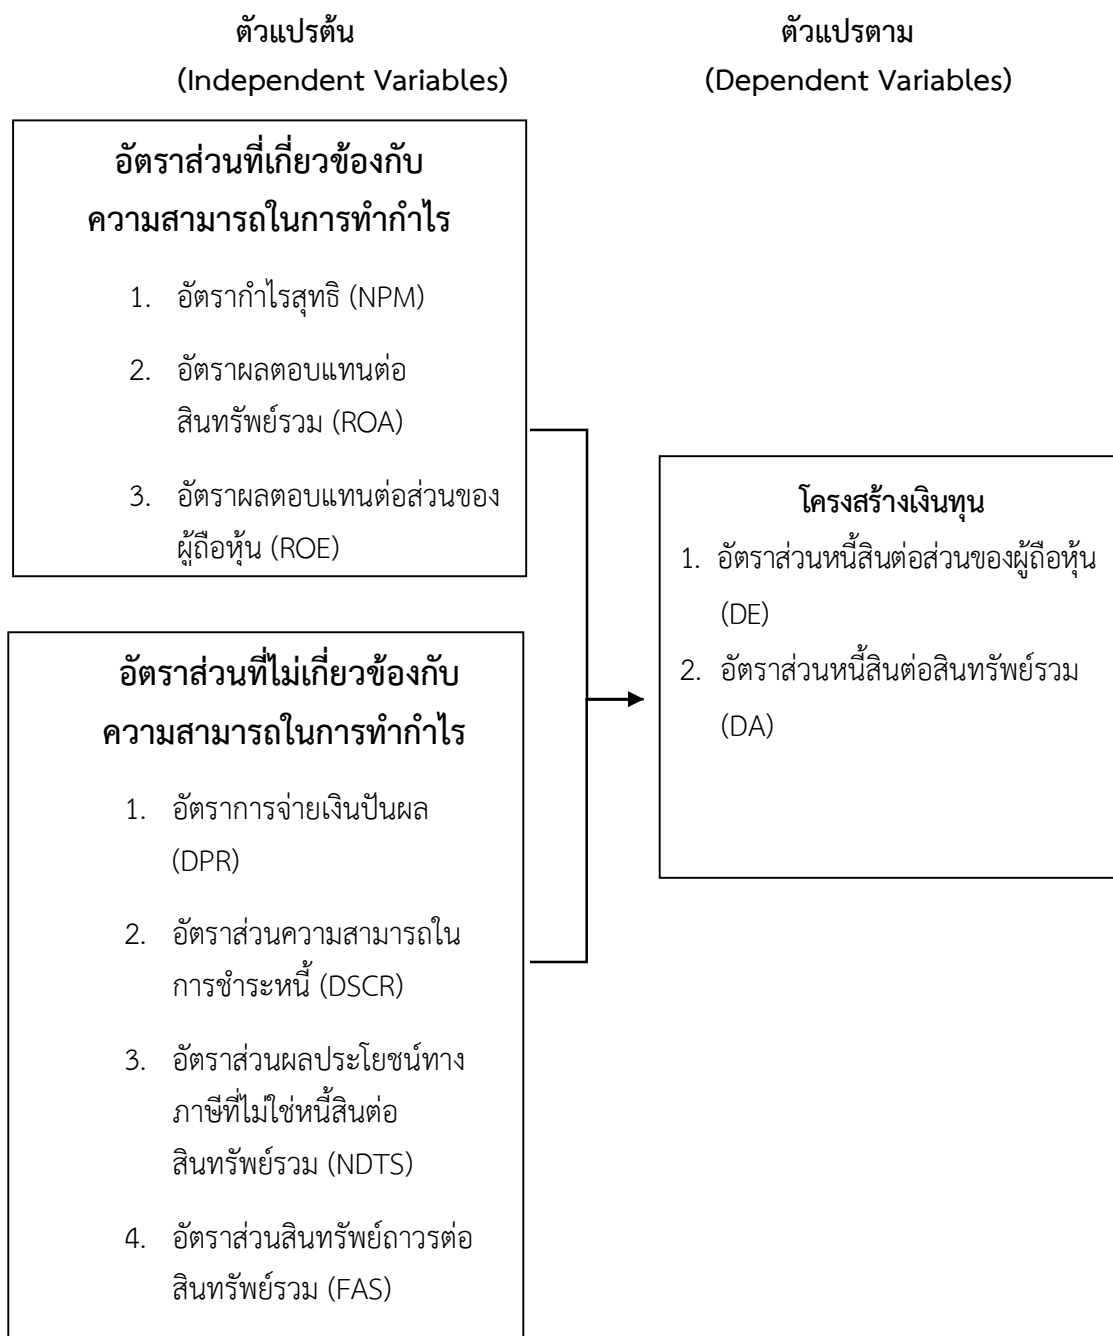 ตัวแปรต้น
(Independent Variables)
ตัวแปรตาม
(Dependent Variables)
อัตราส่วนที่เกี่ยวข้องกับ
ความสามารถในการทำกำไร
1. อัตรากำไรสุทธิ (NPM)
2. อัตราผลตอบแทนต่อ
สินทรัพย์รวม (ROA)
3. อัตราผลตอบแทนต่อส่วนของ
ผู้ถือหุ้น (ROE)
อัตราส่วนที่ไม่เกี่ยวข้องกับ
ความสามารถในการทำกำไร
1. อัตราการจ่ายเงินปันผล
(DPR)
2. อัตราส่วนความสามารถใน
การชำระหนี้ (DSCR)
3. อัตราส่วนผลประโยชน์ทาง
ภาษีที่ไม่ใช่หนี้สินต่อ
สินทรัพย์รวม (NDTS)
4. อัตราส่วนสินทรัพย์ถาวรต่อ
สินทรัพย์รวม (FAS)
โครงสร้างเงินทุน
1. อัตราส่วนหนี้สินต่อส่วนของผู้ถือหุ้น
(DE)
2. อัตราส่วนหนี้สินต่อสินทรัพย์รวม
(DA)